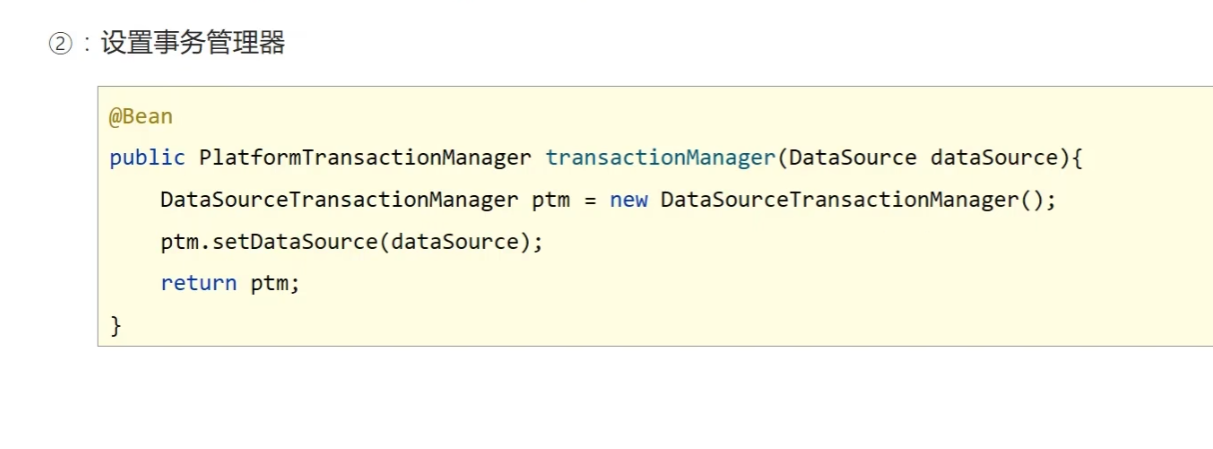 ②：设置事务管理器
@Bean
public PlatformTransactionManager transactionManager(DataSource dataSource){
    DataSourceTransactionManager ptm = new DataSourceTransactionManager();
    ptm.setDataSource(dataSource);
    return ptm;
}